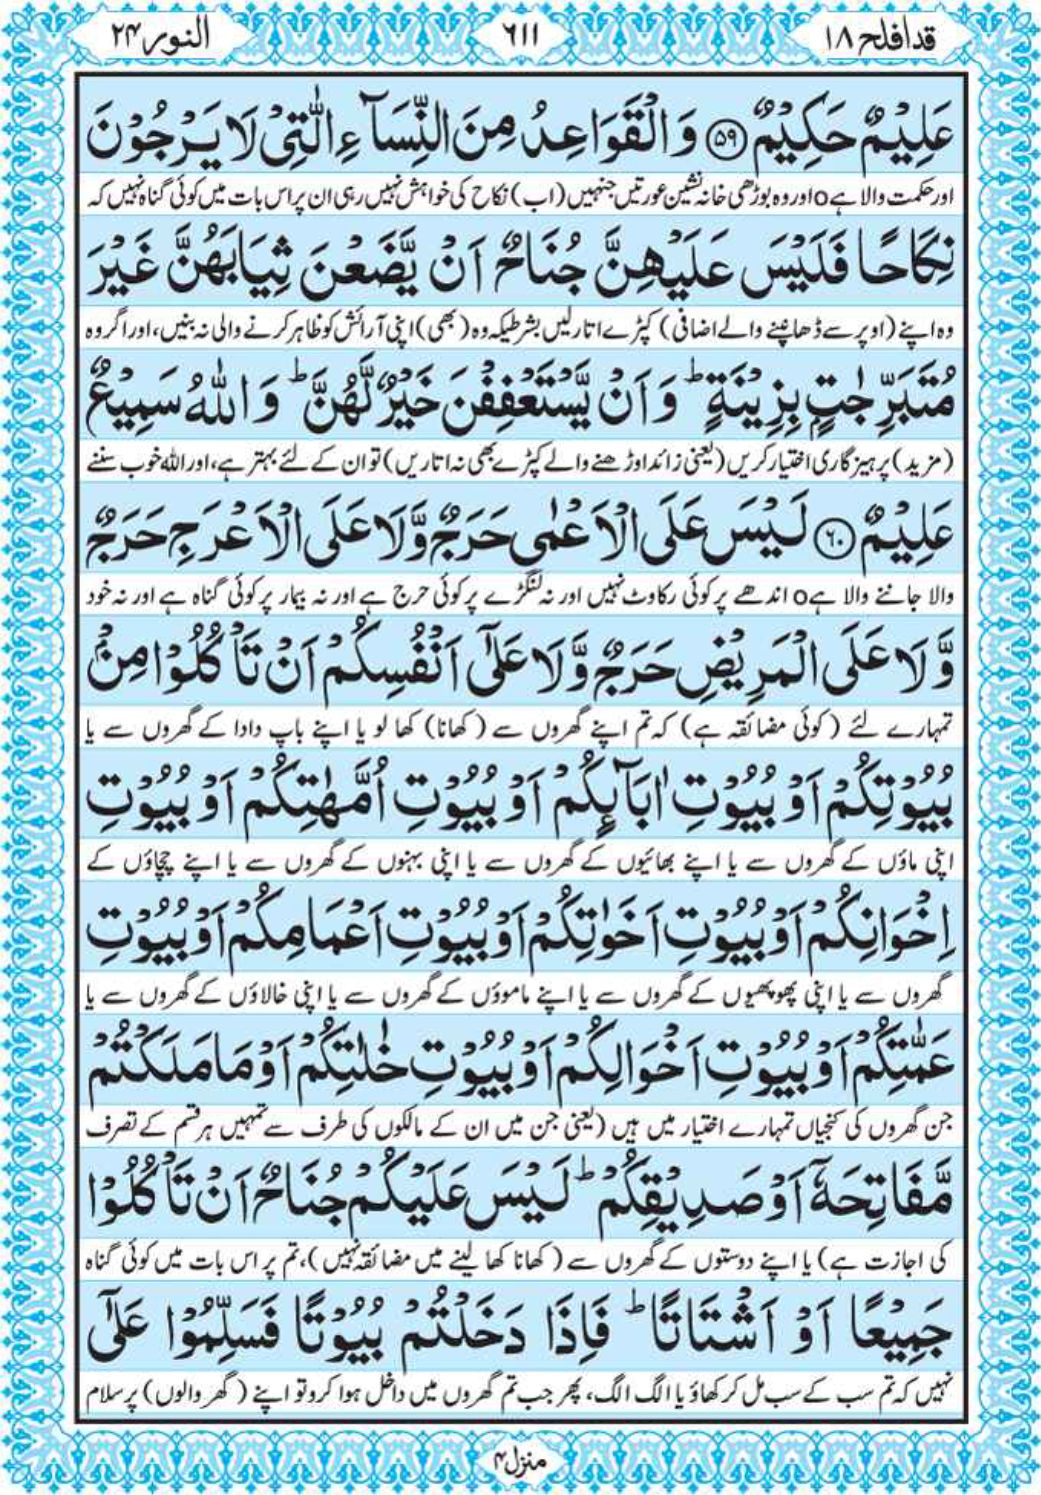 قد افلح ١٨
٦١١
النور ٢٤
عَلِيْمٌ حَكِيْمٌ ﴿۵۹﴾ وَ الْقَوَاعِدُ مِنَ النِّسَآءِ الّٰتِيْ لَا يَرْجُوْنَ
اور حکمت والا ہے o اور وہ بوڑھی خانہ نشین عورتیں جنہیں (اب) نکاح کی خواہش نہیں رہی ان پر اس بات میں کوئی گناہ نہیں کہ
نِكَاحًا فَلَيْسَ عَلَيْهِنَّ جُنَاحٌ اَنْ يَّضَعْنَ ثِيَابَهُنَّ غَيْرَ
وہ اپنے (اوپر سے ڈھانپنے والے اضافی) کپڑے اتار لیں بشرطیکہ وہ (بھی) اپنی آرائش کو ظاہر کرنے والی نہ بنیں، اور اگر وہ
مُتَبَرِّجٰتٍۭ بِزِيْنَةٍ ؕ وَ اَنْ يَّسْتَعْفِفْنَ خَيْرٌ لَّهُنَّ ؕ وَ اللّٰهُ سَمِيْعٌ
(مزید) پرہیزگاری اختیار کریں (یعنی زائد اوڑھنے والے کپڑے بھی نہ اتاریں) تو ان کے لئے بہتر ہے، اور اللہ خوب سننے
عَلِيْمٌ ﴿۶۰﴾ لَيْسَ عَلَى الْاَعْمٰى حَرَجٌ وَّ لَا عَلَى الْاَعْرَجِ حَرَجٌ
والا جاننے والا ہے o اندھے پر کوئی رکاوٹ نہیں اور نہ لنگڑے پر کوئی حرج ہے اور نہ بیمار پر کوئی گناہ ہے اور نہ خود
وَّ لَا عَلَى الْمَرِيْضِ حَرَجٌ وَّ لَا عَلٰۤى اَنْفُسِكُمْ اَنْ تَاْكُلُوْا مِنْۢ
تمہارے لئے (کوئی مضائقہ ہے) کہ تم اپنے گھروں سے (کھانا) کھا لو یا اپنے باپ دادا کے گھروں سے یا
بُيُوْتِكُمْ اَوْ بُيُوْتِ اٰبَآىِٕكُمْ اَوْ بُيُوْتِ اُمَّهٰتِكُمْ اَوْ بُيُوْتِ
اپنی ماؤں کے گھروں سے یا اپنے بھائیوں کے گھروں سے یا اپنی بہنوں کے گھروں سے یا اپنے چچاؤں کے
اِخْوَانِكُمْ اَوْ بُيُوْتِ اَخَوٰتِكُمْ اَوْ بُيُوْتِ اَعْمَامِكُمْ اَوْ بُيُوْتِ
گھروں سے یا اپنی پھوپھیوں کے گھروں سے یا اپنے ماموؤں کے گھروں سے یا اپنی خالاؤں کے گھروں سے یا
عَمّٰتِكُمْ اَوْ بُيُوْتِ اَخْوَالِكُمْ اَوْ بُيُوْتِ خٰلٰتِكُمْ اَوْ مَا مَلَكْتُمْ
جن گھروں کی کنجیاں تمہارے اختیار میں ہیں (یعنی جن میں ان کے مالکوں کی طرف سے تمہیں ہر قسم کے تصرف
مَّفَاتِحَهٗۤ اَوْ صَدِيْقِكُمْ ؕ لَيْسَ عَلَيْكُمْ جُنَاحٌ اَنْ تَاْكُلُوْا
کی اجازت ہے) یا اپنے دوستوں کے گھروں سے (کھانا کھا لینے میں مضائقہ نہیں)، تم پر اس بات میں کوئی گناہ
جَمِيْعًا اَوْ اَشْتَاتًا ؕ فَاِذَا دَخَلْتُمْ بُيُوْتًا فَسَلِّمُوْا عَلٰۤى
نہیں کہ تم سب کے سب مل کر کھاؤ یا الگ الگ، پھر جب تم گھروں میں داخل ہوا کرو تو اپنے (گھر والوں) پر سلام
منزل ۴